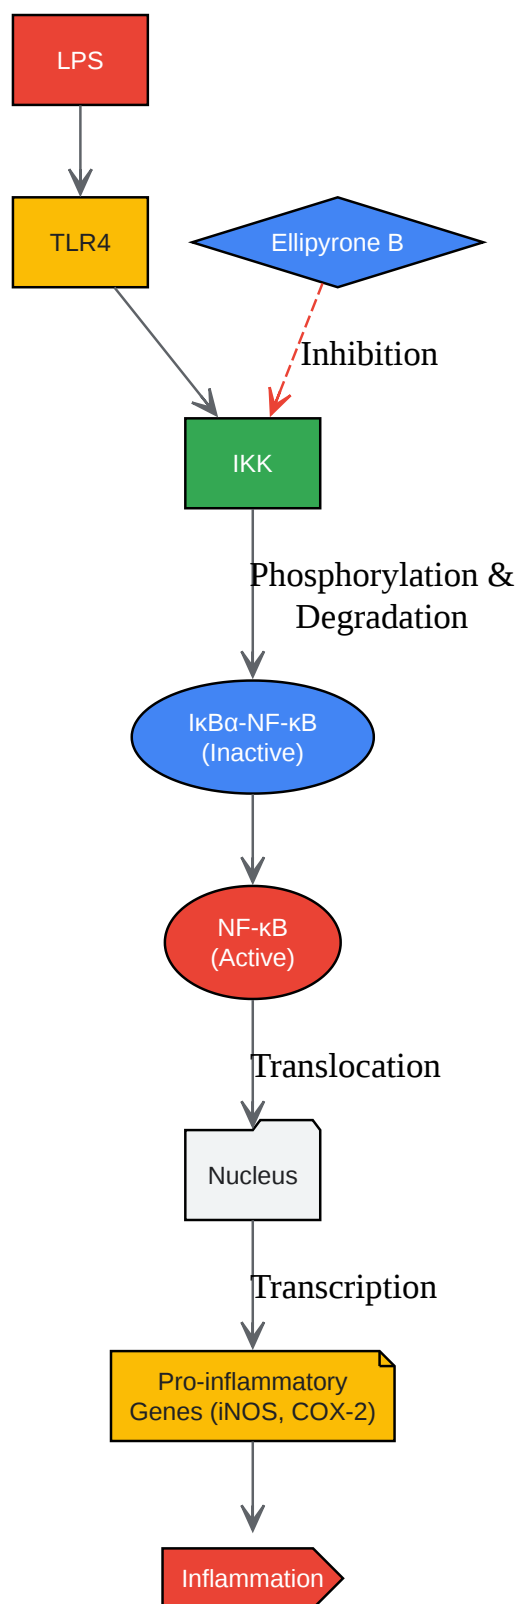 LPS
TLR4
Ellipyrone B
Inhibition
IKK
Phosphorylation &
Degradation
IκBα-NF-κB
(Inactive)
NF-κB
(Active)
Translocation
Nucleus
Transcription
Pro-inflammatory
Genes (iNOS, COX-2)
Inflammation